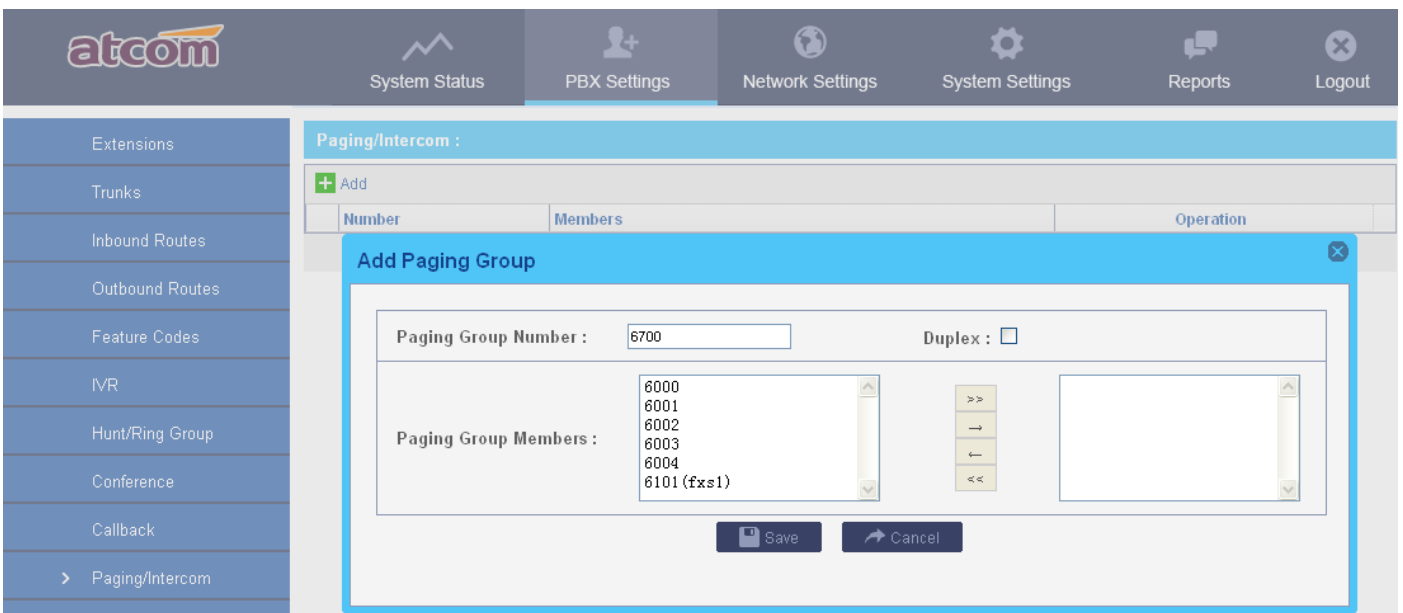 atcom
System Status
PBX Settings
Network Settings
System Settings
Reports
Logout
Extensions
Trunks
Inbound Routes
Outbound Routes
Feature Codes
IVR
Hunt/Ring Group
Conference
Callback
> Paging/Intercom
Paging/Intercom :
Add
Number Members Operation
Add Paging Group
Paging Group Number : 6700 Duplex :
Paging Group Members :
6000
6001
6002
6003
6004
6101(fxs1)
>>
→
←
<<
Save Cancel